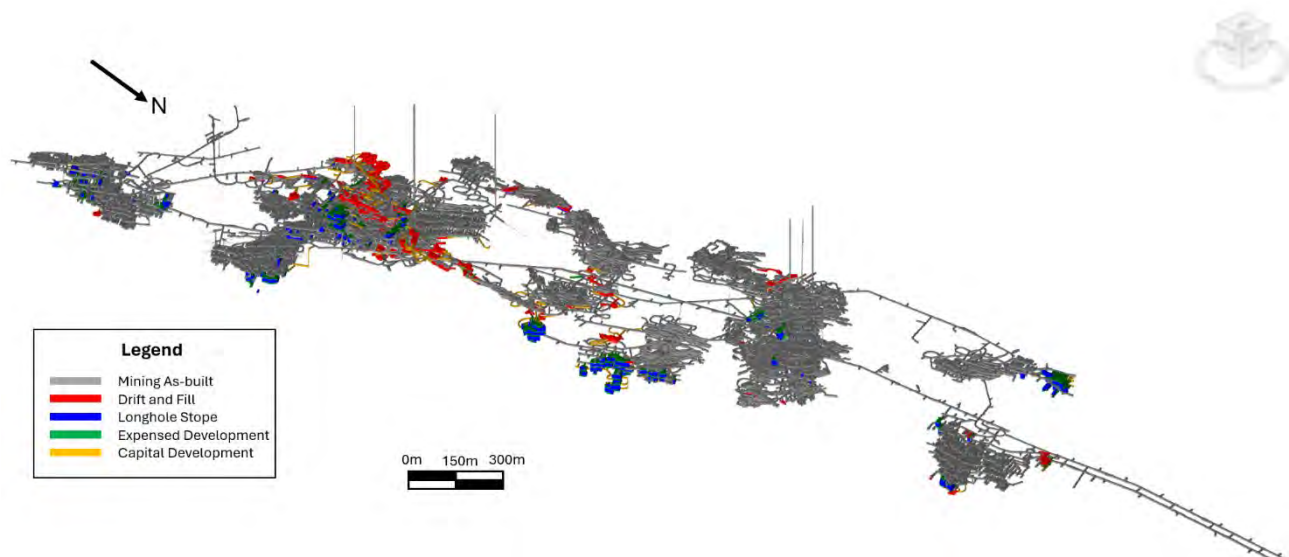 N
Legend
Mining As-built
Drift and Fill
Longhole Stope
Expensed Development
Capital Development
0m 150m 300m